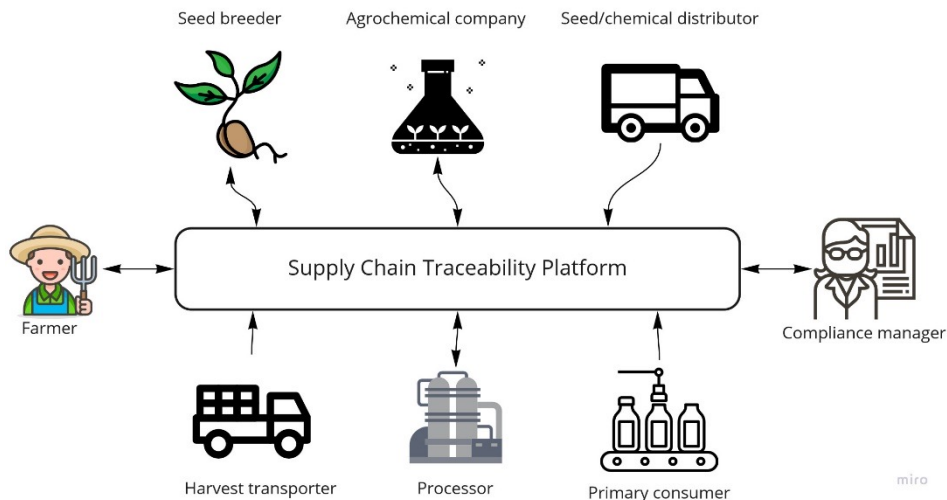 Seed breeder
Agrochemical company
Seed/chemical distributor
Supply Chain Traceability Platform
Farmer
Compliance manager
Harvest transporter
Processor
Primary consumer
miro